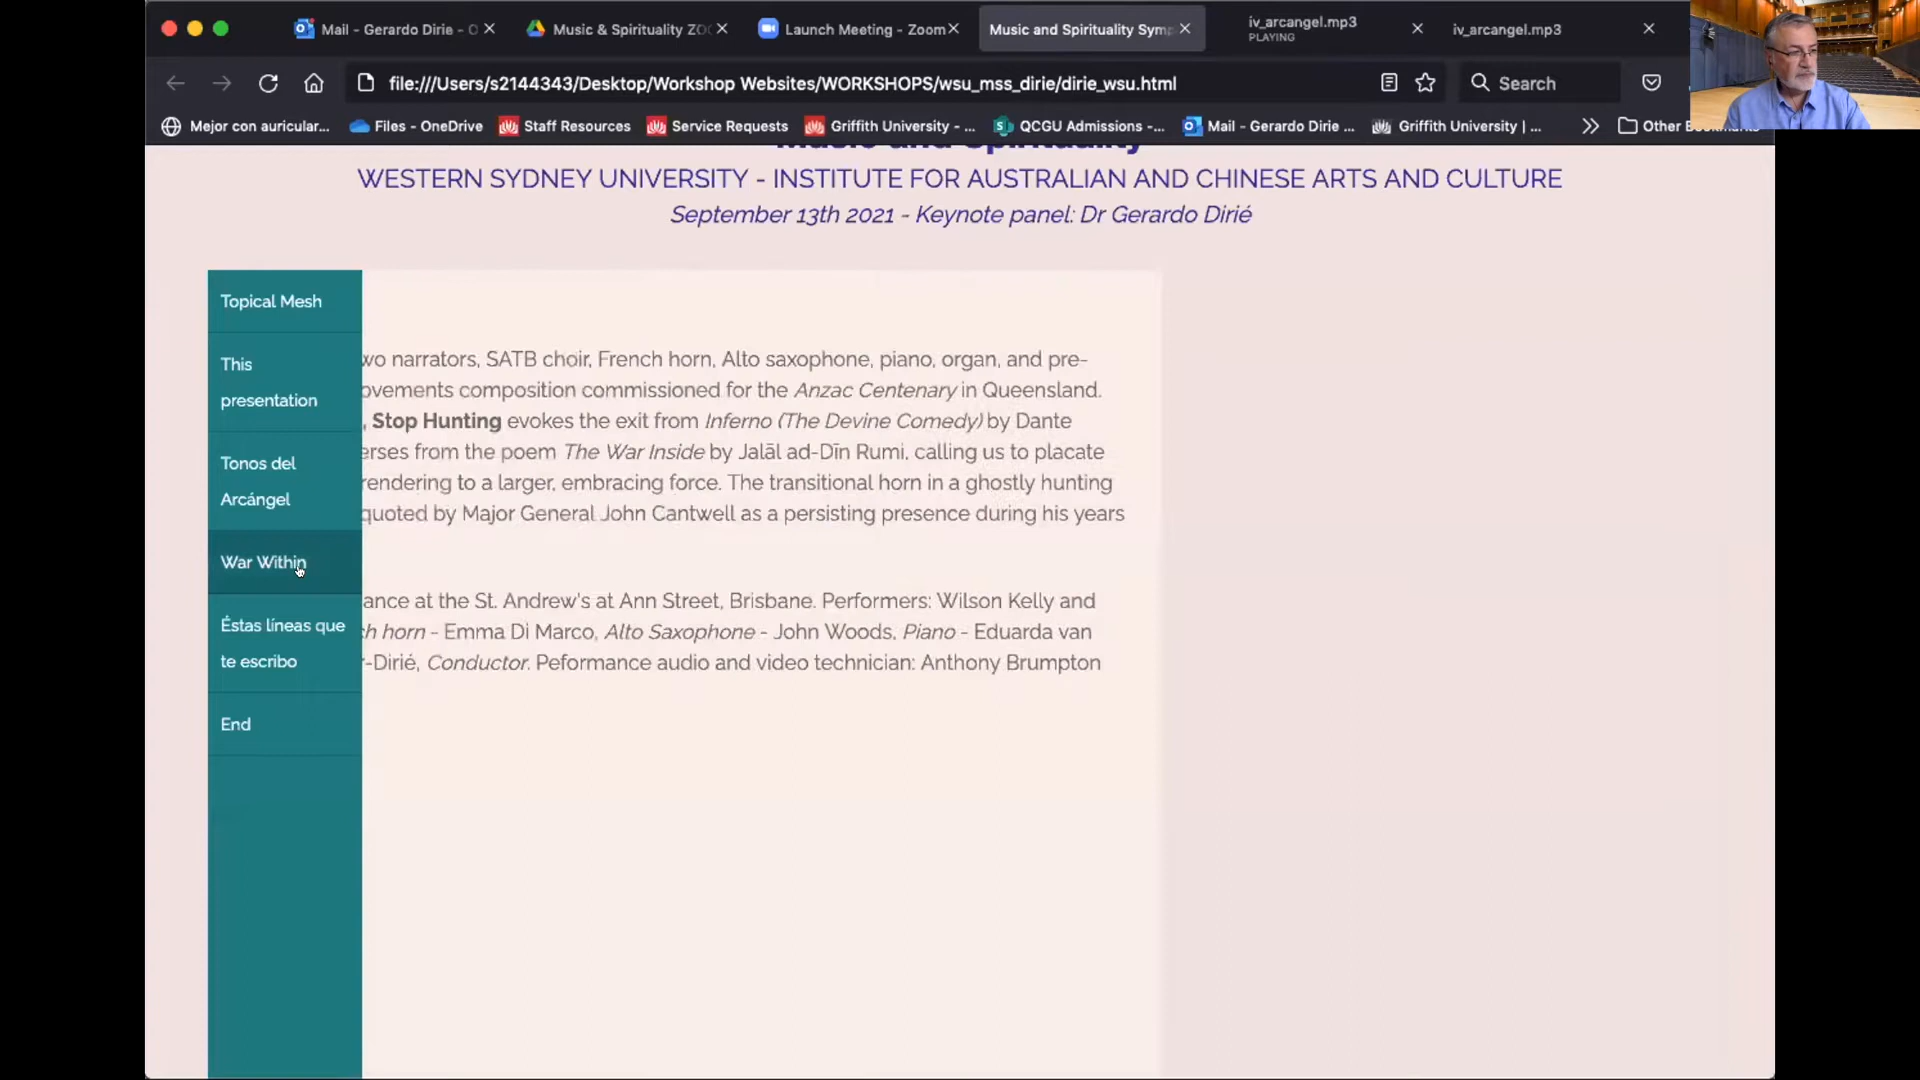 Mail - Gerardo Dirie - O
Music & Spirituality ZO
Launch Meeting - Zoom
Music and Spirituality Sym
iv_arcangel.mp3
PLAYING
iv_arcangel.mp3
file:///Users/s2144343/Desktop/Workshop Websites/WORKSHOPS/wsu_mss_dirie/dirie_wsu.html
Search
Mejor con auricular...
Files - OneDrive
Staff Resources
Service Requests
Griffith University - ...
QCGU Admissions -...
Mail - Gerardo Dirie ...
Griffith University | ...
Other Bookmarks
Music and Spirituality
WESTERN SYDNEY UNIVERSITY - INSTITUTE FOR AUSTRALIAN AND CHINESE ARTS AND CULTURE
September 13th 2021 - Keynote panel: Dr Gerardo Dirié
Topical Mesh
This
presentation
Tonos del
Arcángel
War Within
Éstas líneas que
te escribo
End
wo narrators, SATB choir, French horn, Alto saxophone, piano, organ, and pre-
ovements composition commissioned for the Anzac Centenary in Queensland.
, Stop Hunting evokes the exit from Inferno (The Devine Comedy) by Dante
erses from the poem The War Inside by Jalāl ad-Dīn Rumi, calling us to placate
rendering to a larger, embracing force. The transitional horn in a ghostly hunting
quoted by Major General John Cantwell as a persisting presence during his years
ance at the St. Andrew's at Ann Street, Brisbane. Performers: Wilson Kelly and
ch horn - Emma Di Marco, Alto Saxophone - John Woods, Piano - Eduarda van
-Dirié, Conductor. Peformance audio and video technician: Anthony Brumpton